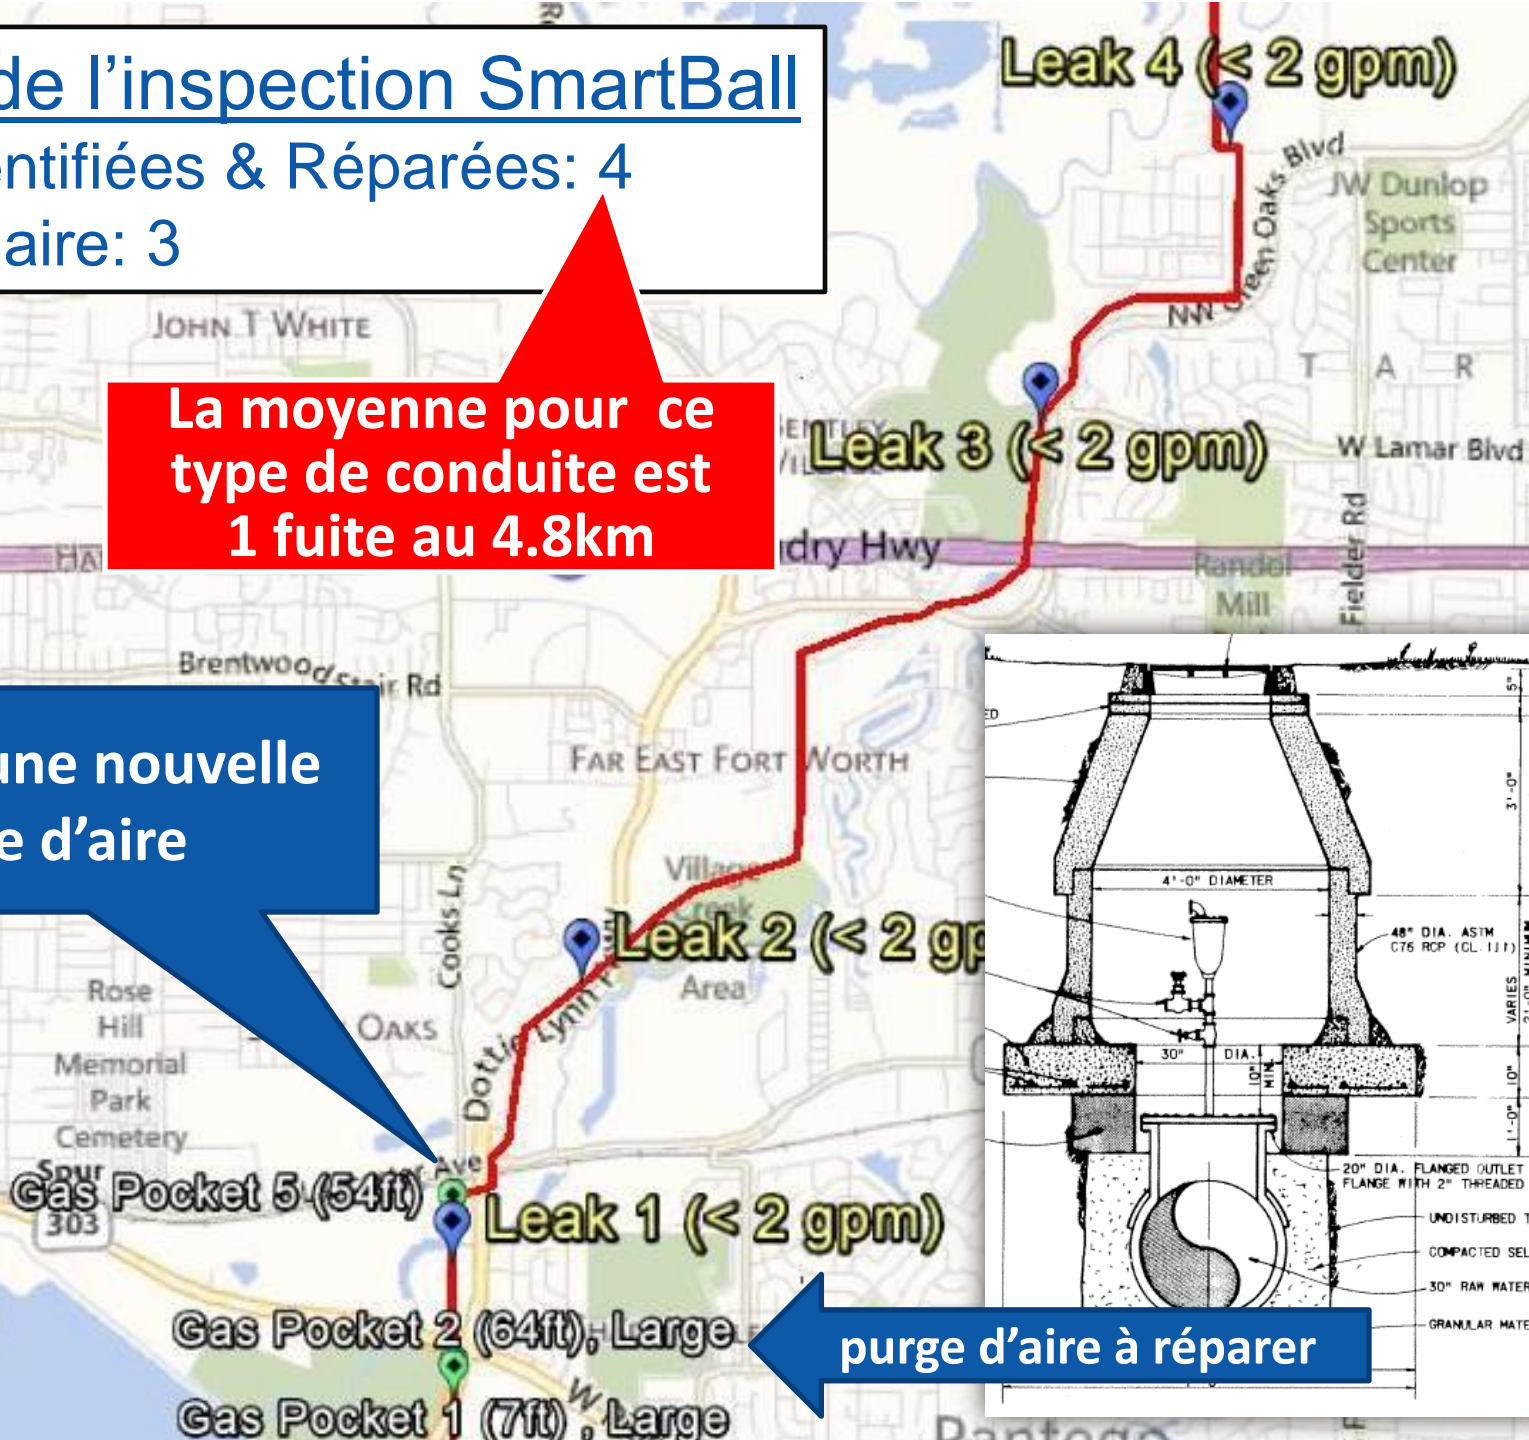 de l’inspection SmartBall
entifiées & Réparées: 4
aire: 3
Leak 4 (< 2 gpm)
NW Green Oaks Blvd
JW Dunlop
Sports
Center
JOHN T WHITE
T A R
La moyenne pour ce
type de conduite est
1 fuite au 4.8km
Leak 3 (< 2 gpm)
W Lamar Blvd
Fielder Rd
dry Hwy
Randol
Mill
Brentwood Stair Rd
une nouvelle
e d’aire
FAR EAST FORT WORTH
Village
Creek
Area
Cooks Ln
Leak 2 (< 2 gp
Rose
Hill
Memorial
Park
Cemetery
OAKS
Dottie Lynn
Ave
Spur
303
Gas Pocket 5 (54ft)
Leak 1 (< 2 gpm)
Gas Pocket 2 (64ft), Large
Gas Pocket 1 (7ft) , Large
purge d’aire à réparer
Pantego
ED
5"
3'-0"
4'-0" DIAMETER
48" DIA. ASTM
C76 RCP (CL. III)
VARIES
30" DIA.
10"
MIN.
10"
1'-0"
20" DIA. FLANGED OUTLET
FLANGE WITH 2" THREADED
UNDISTURBED T
COMPACTED SEL
30" RAW WATER
GRANULAR MATE